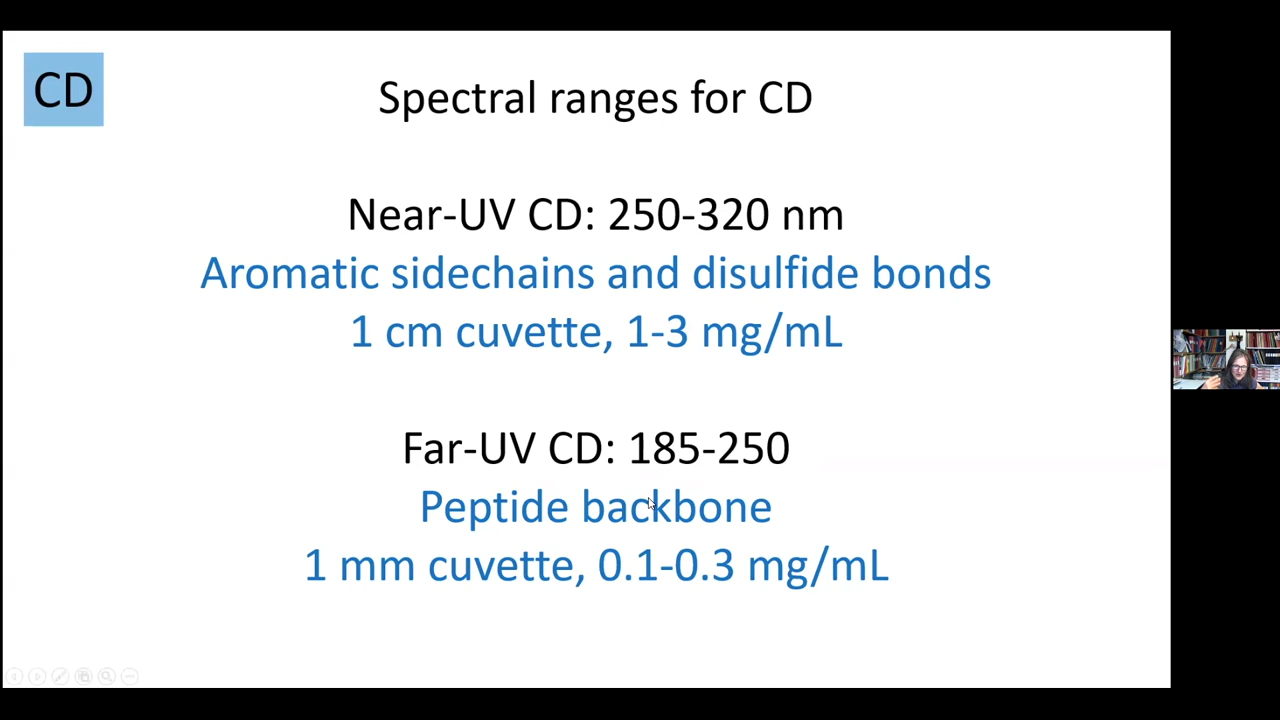 CD
Spectral ranges for CD
Near-UV CD: 250-320 nm
Aromatic sidechains and disulfide bonds
1 cm cuvette, 1-3 mg/mL
Far-UV CD: 185-250
Peptide backbone
1 mm cuvette, 0.1-0.3 mg/mL